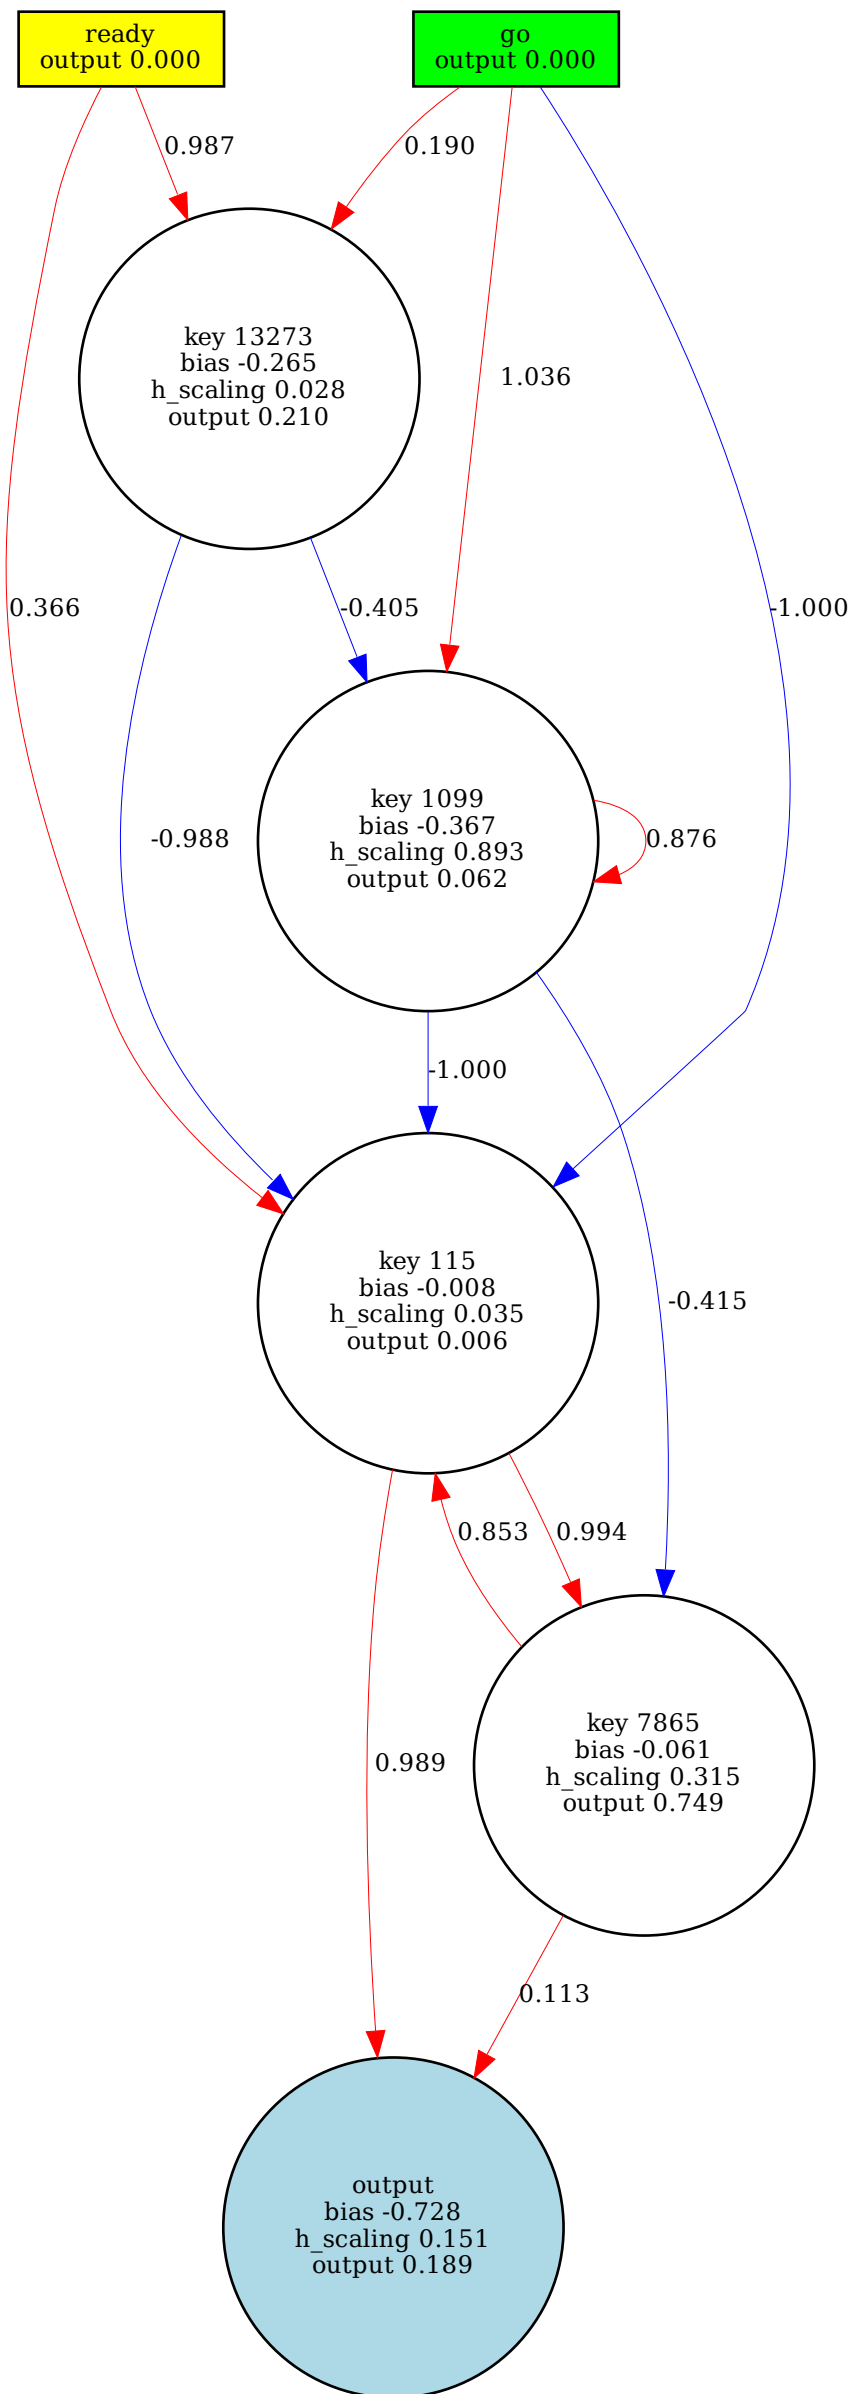 ready
output 0.000
go
output 0.000
0.987
0.190
key 13273
bias -0.265
h_scaling 0.028
output 0.210
1.036
0.366
-0.405
-1.000
key 1099
bias -0.367
h_scaling 0.893
output 0.062
-0.988
0.876
-1.000
key 115
bias -0.008
h_scaling 0.035
output 0.006
-0.415
0.853
0.994
key 7865
bias -0.061
h_scaling 0.315
output 0.749
0.989
0.113
output
bias -0.728
h_scaling 0.151
output 0.189